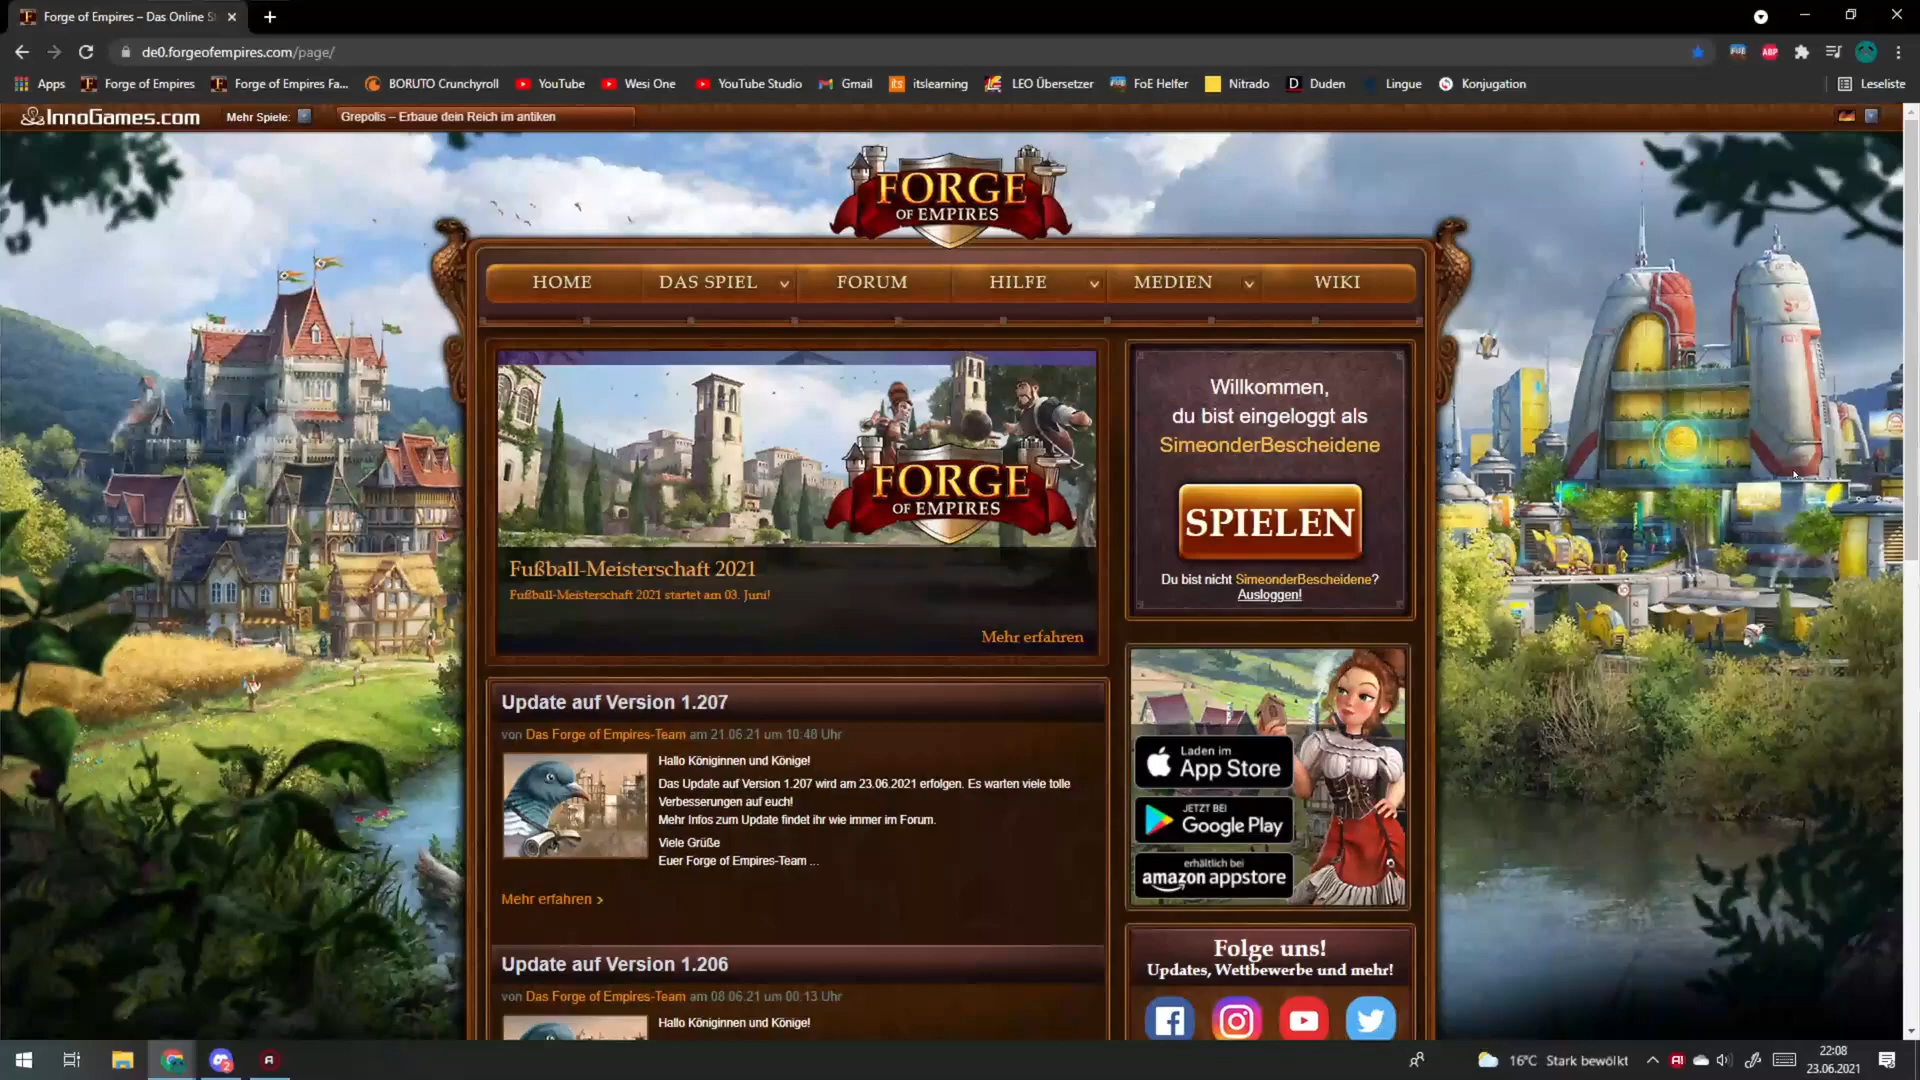 Forge of Empires – Das Online S
de0.forgeofempires.com/page/
Apps
Forge of Empires
Forge of Empires Fa...
BORUTO Crunchyroll
YouTube
Wesi One
YouTube Studio
Gmail
its
itslearning
LEO Übersetzer
FoE Helfer
Nitrado
D
Duden
Lingue
Konjugation
Leseliste
ABP
InnoGames.com
Mehr Spiele:
Grepolis – Erbaue dein Reich im antiken
FORGE
OF EMPIRES
HOME
DAS SPIEL
FORUM
HILFE
MEDIEN
WIKI
FORGE
OF EMPIRES
Fußball-Meisterschaft 2021
Fußball-Meisterschaft 2021 startet am 03. Juni!
Mehr erfahren
Willkommen,
du bist eingeloggt als
SimeonderBescheidene
SPIELEN
Du bist nicht SimeonderBescheidene?
Ausloggen!
Update auf Version 1.207
von Das Forge of Empires-Team am 21.06.21 um 10:48 Uhr
Hallo Königinnen und Könige!
Das Update auf Version 1.207 wird am 23.06.2021 erfolgen. Es warten viele tolle
Verbesserungen auf euch!
Mehr Infos zum Update findet ihr wie immer im Forum.
Viele Grüße
Euer Forge of Empires-Team ...
Mehr erfahren
Laden im
App Store
JETZT BEI
Google Play
erhältlich bei
amazon appstore
Update auf Version 1.206
von Das Forge of Empires-Team am 08.06.21 um 00:13 Uhr
Hallo Königinnen und Könige!
Folge uns!
Updates, Wettbewerbe und mehr!
2
16°C Stark bewölkt
22:08
23.06.2021